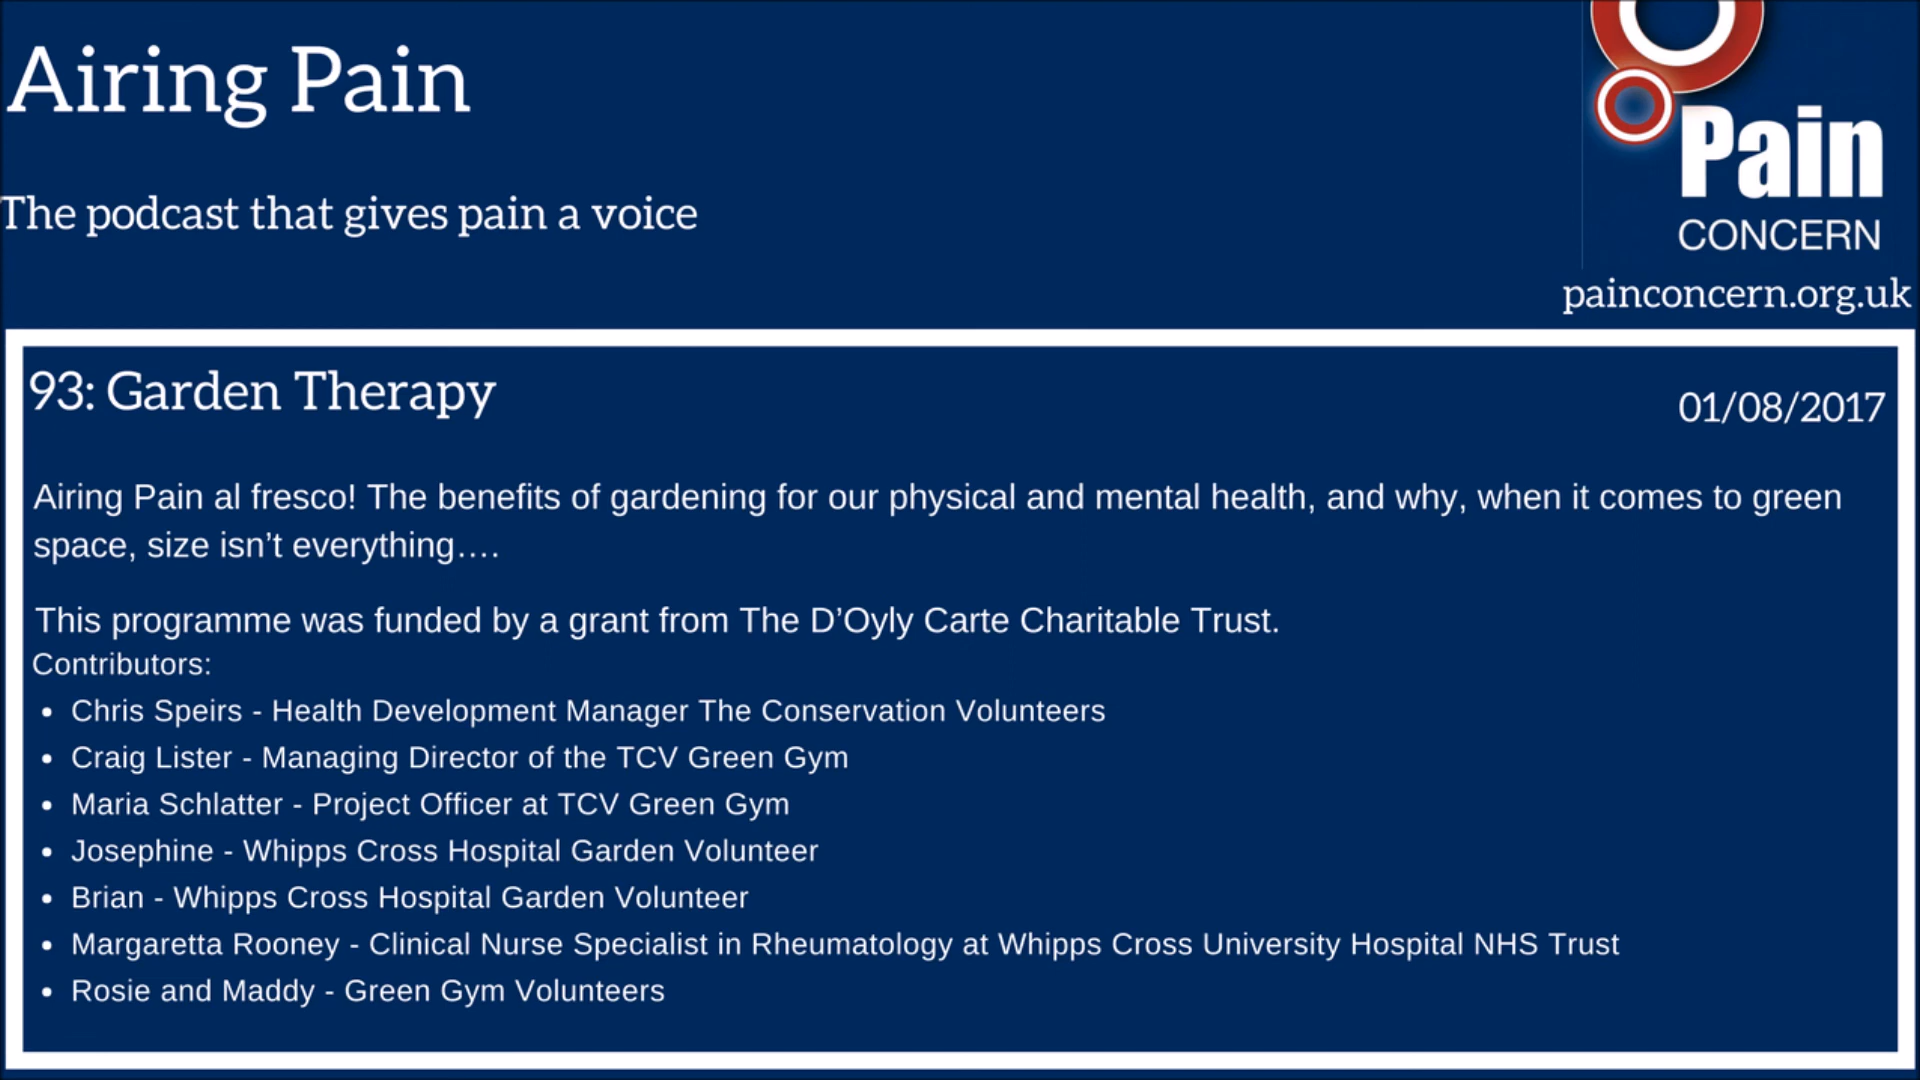 Airing Pain
The podcast that gives pain a voice
Pain
CONCERN
painconcern.org.uk
93: Garden Therapy
01/08/2017
Airing Pain al fresco! The benefits of gardening for our physical and mental health, and why, when it comes to green
space, size isn’t everything….
This programme was funded by a grant from The D’Oyly Carte Charitable Trust.
Contributors:
• Chris Speirs - Health Development Manager The Conservation Volunteers
• Craig Lister - Managing Director of the TCV Green Gym
• Maria Schlatter - Project Officer at TCV Green Gym
• Josephine - Whipps Cross Hospital Garden Volunteer
• Brian - Whipps Cross Hospital Garden Volunteer
• Margaretta Rooney - Clinical Nurse Specialist in Rheumatology at Whipps Cross University Hospital NHS Trust
• Rosie and Maddy - Green Gym Volunteers